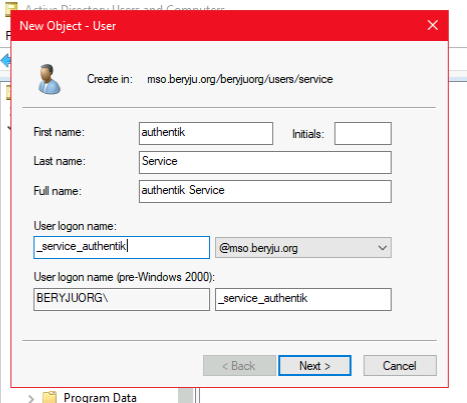 Active Directory Users and Computers
New Object - User
Create in: mso.beryju.org/beryjuorg/users/service
First name: authentik Initials:
Last name: Service
Full name: authentik Service
User logon name:
_service_authentik @mso.beryju.org
User logon name (pre-Windows 2000):
BERYJUORG\ _service_authentik
< Back Next > Cancel
Program Data